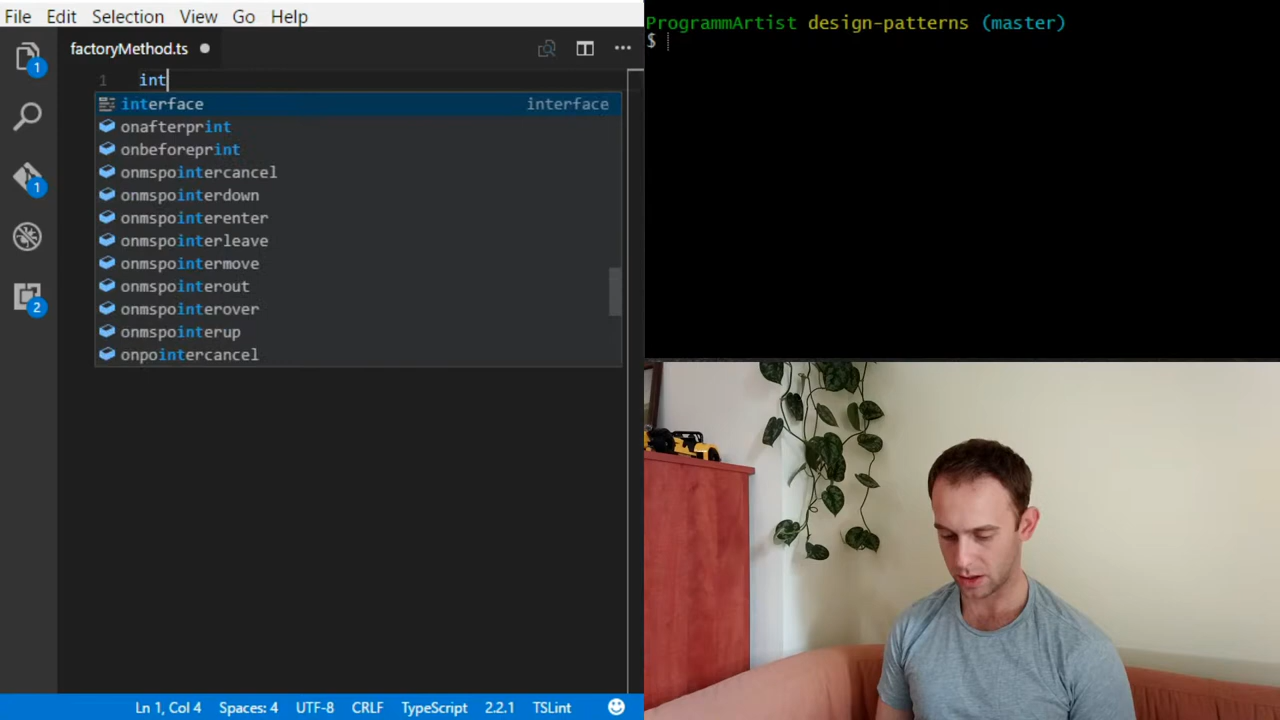 File Edit Selection View Go Help
factoryMethod.ts
1 int
interface interface
onafterprint
onbeforeprint
onmspointercancel
onmspointerdown
onmspointerenter
onmspointerleave
onmspointermove
onmspointerout
onmspointerover
onmspointerup
onpointercancel
1
1
2
Ln 1, Col 4 Spaces: 4 UTF-8 CRLF TypeScript 2.2.1 TSLint
ProgrammArtist design-patterns (master)
$